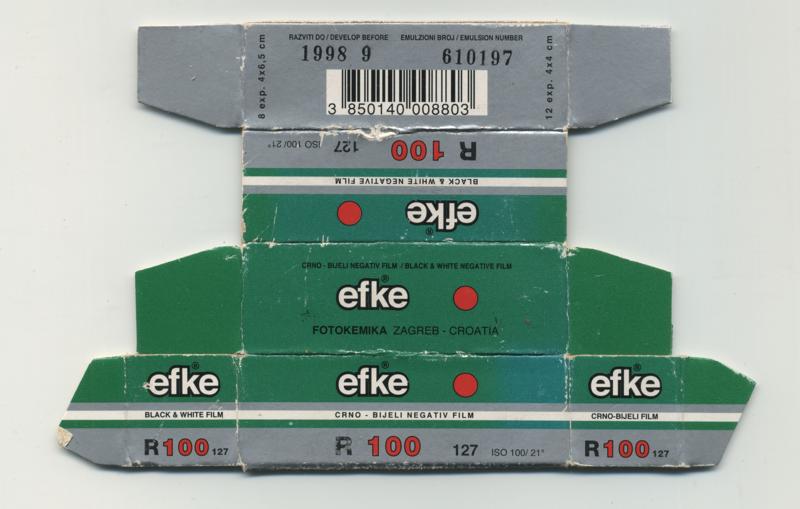 RAZVITI DO / DEVELOP BEFORE EMULZIONI BROJ / EMULSION NUMBER
1998 9 610197
8 exp. 4x6,5 cm
12 exp. 4x4 cm
3 850140 008803
R 100 127 ISO 100/21°
BLACK & WHITE NEGATIVE FILM
efke®
CRNO - BIJELI NEGATIV FILM / BLACK & WHITE NEGATIVE FILM
efke®
FOTOKEMIKA ZAGREB - CROATIA
efke®
BLACK & WHITE FILM
R100 127
efke®
CRNO - BIJELI NEGATIV FILM
R 100 127 ISO 100/ 21°
efke®
CRNO-BIJELI FILM
R100 127